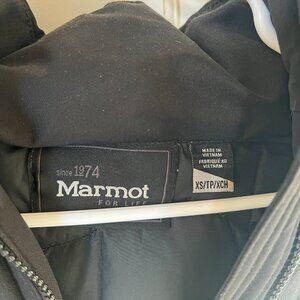 since 1974
Marmot
FOR LIFE
MADE IN
VIETNAM
FABRIQUÉ AU
VIETNAM
XS/TP/XCH